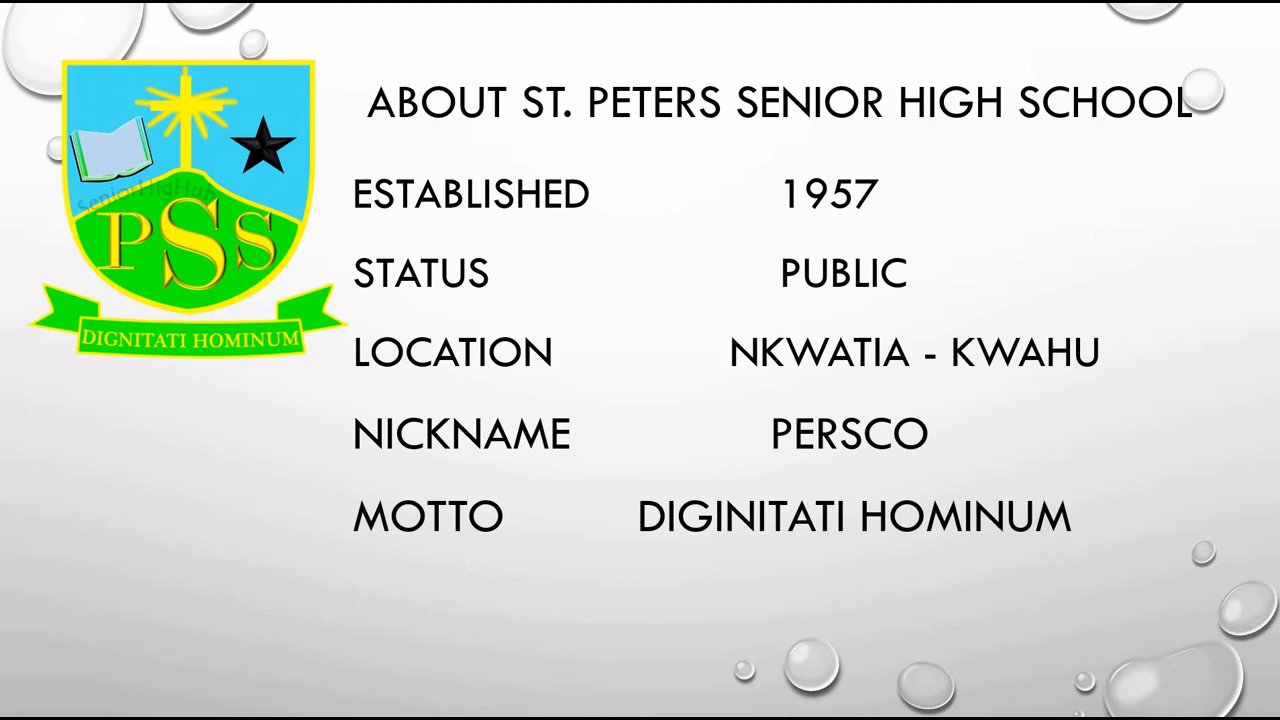 ABOUT ST. PETERS SENIOR HIGH SCHOOL
SeniorHigHub
PSS
DIGNITATI HOMINUM
ESTABLISHED 1957
STATUS PUBLIC
LOCATION NKWATIA - KWAHU
NICKNAME PERSCO
MOTTO DIGINITATI HOMINUM